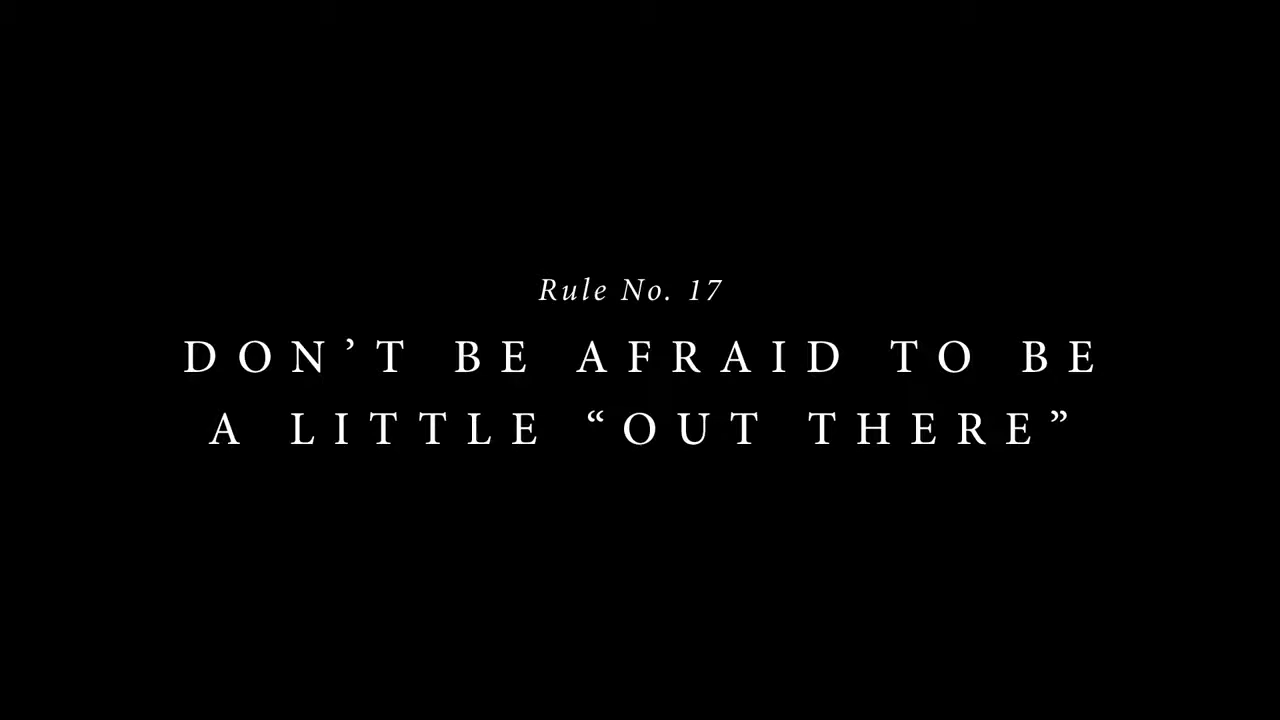 Rule No. 17
DON’T BE AFRAID TO BE
A LITTLE “OUT THERE”